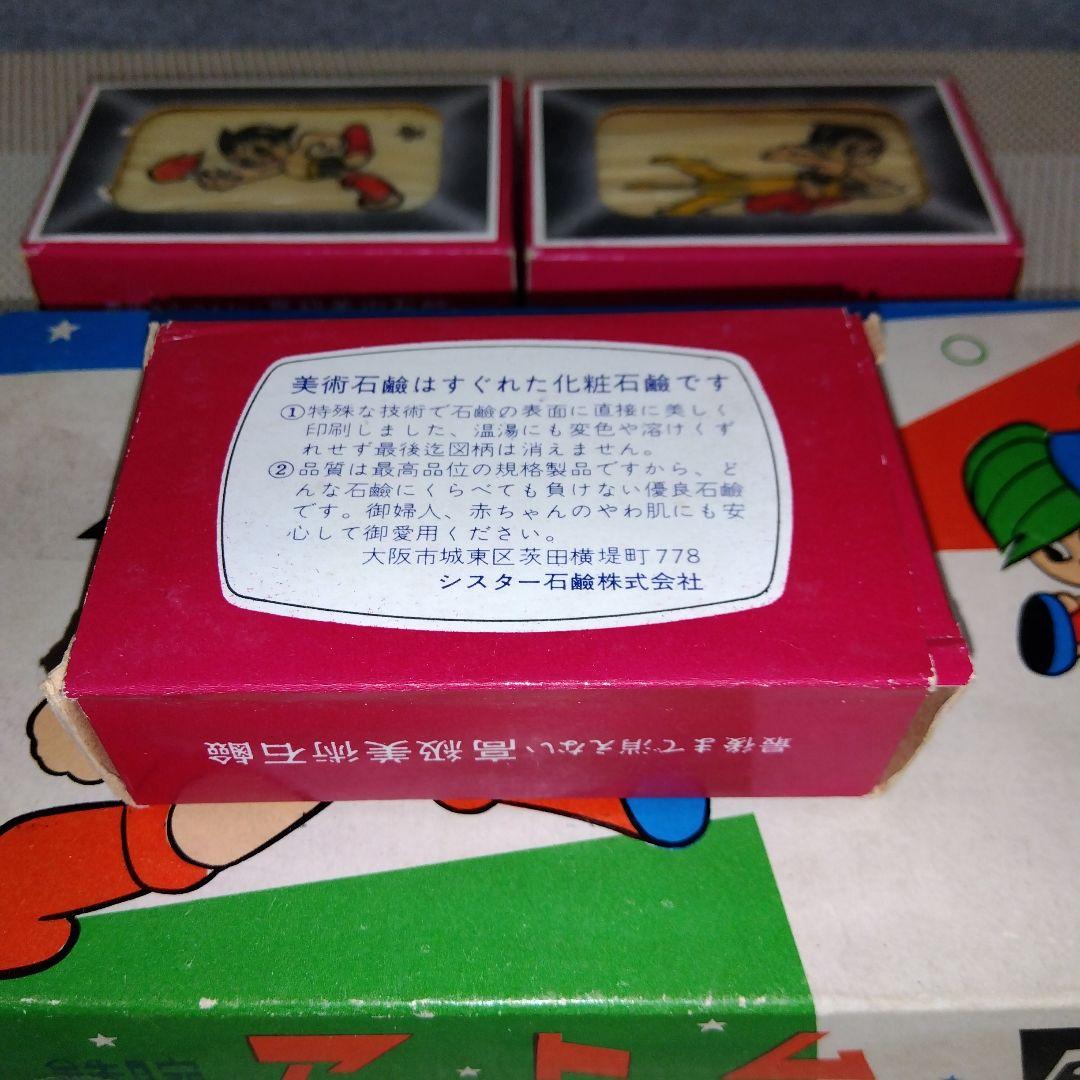 美術石鹸はすぐれた化粧石鹸です
①特殊な技術で石鹸の表面に直接に美しく
印刷しました、温湯にも変色や溶けくず
れせず最後迄図柄は消えません。
②品質は最高品位の規格製品ですから、ど
んな石鹸にくらべても負けない優良石鹸
です。御婦人、赤ちゃんのやわ肌にも安
心して御愛用ください。
大阪市城東区茨田横堤町778
シスター石鹸株式会社
最後まで消えない高級美術石鹸